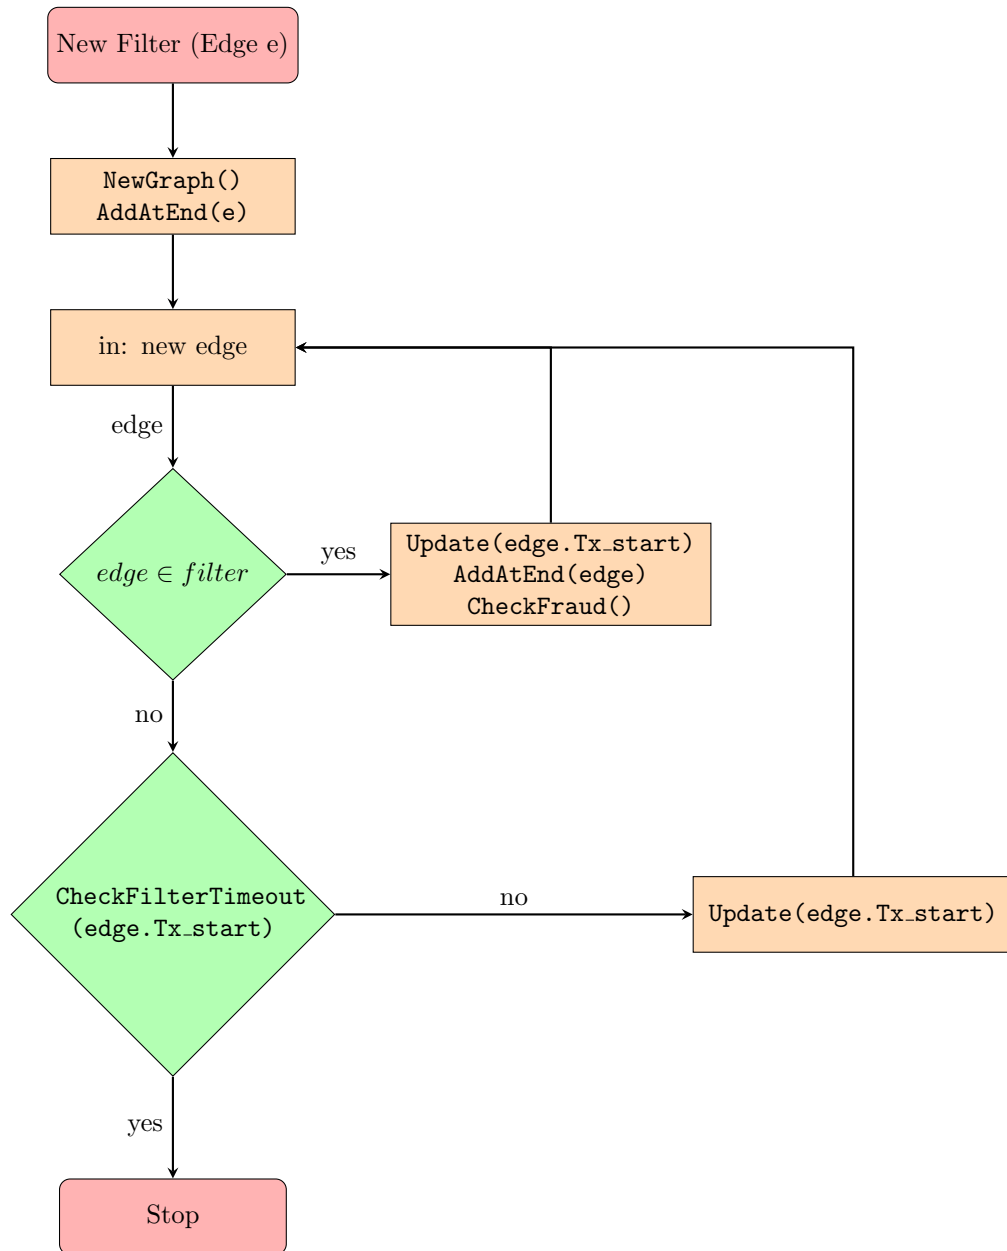 New Filter (Edge e)
NewGraph()
AddAtEnd(e)
in: new edge
edge
edge ∈ filter
yes
Update(edge.Tx_start)
AddAtEnd(edge)
CheckFraud()
no
CheckFilterTimeout
(edge.Tx_start)
no
Update(edge.Tx_start)
yes
Stop